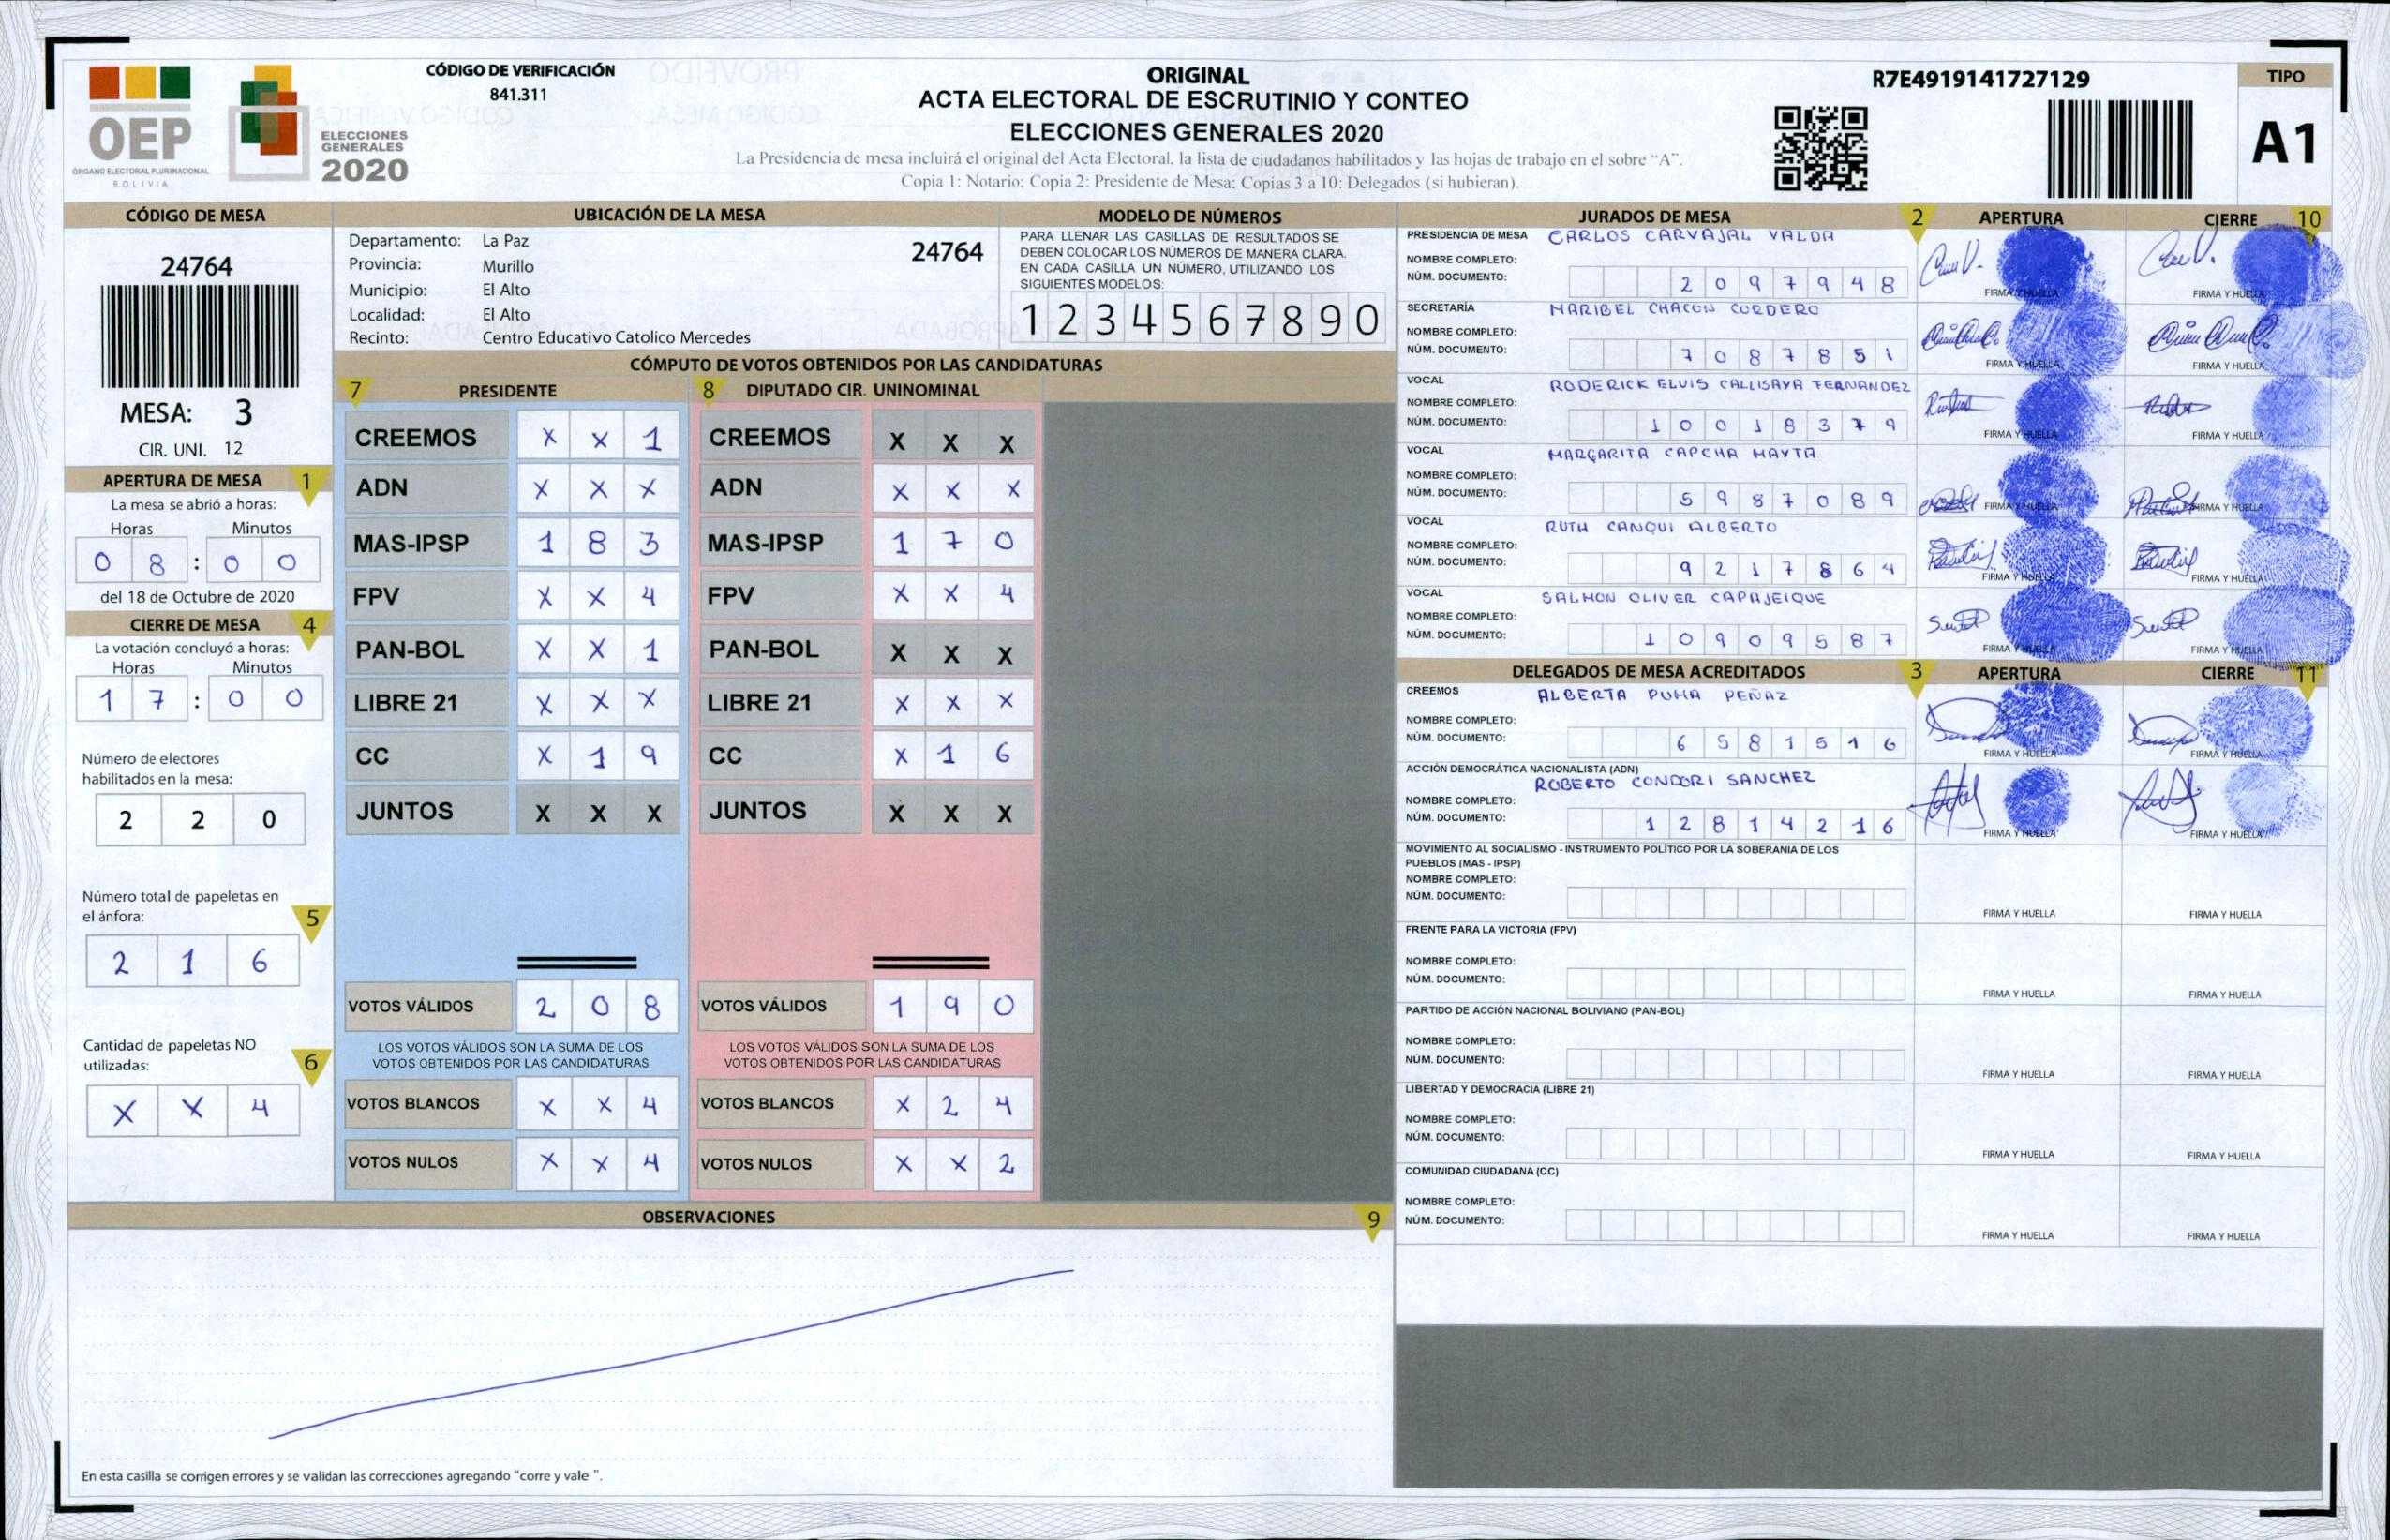 OEP
ÓRGANO ELECTORAL PLURINACIONAL
BOLIVIA
ELECCIONES
GENERALES
2020
CÓDIGO DE VERIFICACIÓN
841.311
ORIGINAL
ACTA ELECTORAL DE ESCRUTINIO Y CONTEO
ELECCIONES GENERALES 2020
La Presidencia de mesa incluirá el original del Acta Electoral, la lista de ciudadanos habilitados y las hojas de trabajo en el sobre "A".
Copia 1: Notario; Copia 2: Presidente de Mesa; Copias 3 a 10: Delegados (si hubieran).
R7E4919141727129
TIPO
A1
CÓDIGO DE MESA
24764
MESA: 3
CIR. UNI. 12
APERTURA DE MESA 1
La mesa se abrió a horas:
Horas Minutos
0 8 : 0 0
del 18 de Octubre de 2020
CIERRE DE MESA 4
La votación concluyó a horas:
Horas Minutos
1 7 : 0 0
Número de electores
habilitados en la mesa:
2 2 0
Número total de papeletas en
el ánfora: 5
2 1 6
Cantidad de papeletas NO
utilizadas: 6
X X 4
UBICACIÓN DE LA MESA
Departamento: La Paz 24764
Provincia: Murillo
Municipio: El Alto
Localidad: El Alto
Recinto: Centro Educativo Catolico Mercedes
MODELO DE NÚMEROS
PARA LLENAR LAS CASILLAS DE RESULTADOS SE
DEBEN COLOCAR LOS NÚMEROS DE MANERA CLARA.
EN CADA CASILLA UN NÚMERO, UTILIZANDO LOS
SIGUIENTES MODELOS:
1 2 3 4 5 6 7 8 9 0
CÓMPUTO DE VOTOS OBTENIDOS POR LAS CANDIDATURAS
7 PRESIDENTE 8 DIPUTADO CIR. UNINOMINAL
CREEMOS X X 1 CREEMOS X X X
ADN X X X ADN X X X
MAS-IPSP 1 8 3 MAS-IPSP 1 7 0
FPV X X 4 FPV X X 4
PAN-BOL X X 1 PAN-BOL X X X
LIBRE 21 X X X LIBRE 21 X X X
CC X 1 9 CC X 1 6
JUNTOS X X X JUNTOS X X X
VOTOS VÁLIDOS 2 0 8 VOTOS VÁLIDOS 1 9 0
LOS VOTOS VÁLIDOS SON LA SUMA DE LOS LOS VOTOS VÁLIDOS SON LA SUMA DE LOS
VOTOS OBTENIDOS POR LAS CANDIDATURAS VOTOS OBTENIDOS POR LAS CANDIDATURAS
VOTOS BLANCOS X X 4 VOTOS BLANCOS X 2 4
VOTOS NULOS X X 4 VOTOS NULOS X X 2
OBSERVACIONES 9
En esta casilla se corrigen errores y se validan las correcciones agregando "corre y vale ".
JURADOS DE MESA 2 APERTURA CIERRE 10
PRESIDENCIA DE MESA CARLOS CARVAJAL VALDA
NOMBRE COMPLETO:
NÚM. DOCUMENTO: 2 0 9 7 9 4 8 FIRMA Y HUELLA FIRMA Y HUELLA
SECRETARÍA MARIBEL CHACON CORDERO
NOMBRE COMPLETO:
NÚM. DOCUMENTO: 7 0 8 7 8 5 1 FIRMA Y HUELLA FIRMA Y HUELLA
VOCAL RODERICK ELVIS CALLISAYA FERNANDEZ
NOMBRE COMPLETO:
NÚM. DOCUMENTO: 1 0 0 1 8 3 7 9 FIRMA Y HUELLA FIRMA Y HUELLA
VOCAL MARGARITA CAPCHA MAYTA
NOMBRE COMPLETO:
NÚM. DOCUMENTO: 5 9 8 7 0 8 9 FIRMA Y HUELLA FIRMA Y HUELLA
VOCAL RUTH CANQUI ALBERTO
NOMBRE COMPLETO:
NÚM. DOCUMENTO: 9 2 1 7 8 6 4 FIRMA Y HUELLA FIRMA Y HUELLA
VOCAL SALMON OLIVER CAPAJEIQUE
NOMBRE COMPLETO:
NÚM. DOCUMENTO: 1 0 9 0 9 5 8 7 FIRMA Y HUELLA FIRMA Y HUELLA
DELEGADOS DE MESA ACREDITADOS 3 APERTURA CIERRE 11
CREEMOS ALBERTA PUMA PEÑAZ
NOMBRE COMPLETO:
NÚM. DOCUMENTO: 6 5 8 1 5 1 6 FIRMA Y HUELLA FIRMA Y HUELLA
ACCIÓN DEMOCRÁTICA NACIONALISTA (ADN)
ROBERTO CONDORI SANCHEZ
NOMBRE COMPLETO:
NÚM. DOCUMENTO: 1 2 8 1 4 2 1 6 FIRMA Y HUELLA FIRMA Y HUELLA
MOVIMIENTO AL SOCIALISMO - INSTRUMENTO POLÍTICO POR LA SOBERANIA DE LOS
PUEBLOS (MAS - IPSP)
NOMBRE COMPLETO:
NÚM. DOCUMENTO: FIRMA Y HUELLA FIRMA Y HUELLA
FRENTE PARA LA VICTORIA (FPV)
NOMBRE COMPLETO:
NÚM. DOCUMENTO: FIRMA Y HUELLA FIRMA Y HUELLA
PARTIDO DE ACCIÓN NACIONAL BOLIVIANO (PAN-BOL)
NOMBRE COMPLETO:
NÚM. DOCUMENTO: FIRMA Y HUELLA FIRMA Y HUELLA
LIBERTAD Y DEMOCRACIA (LIBRE 21)
NOMBRE COMPLETO:
NÚM. DOCUMENTO: FIRMA Y HUELLA FIRMA Y HUELLA
COMUNIDAD CIUDADANA (CC)
NOMBRE COMPLETO:
NÚM. DOCUMENTO: FIRMA Y HUELLA FIRMA Y HUELLA